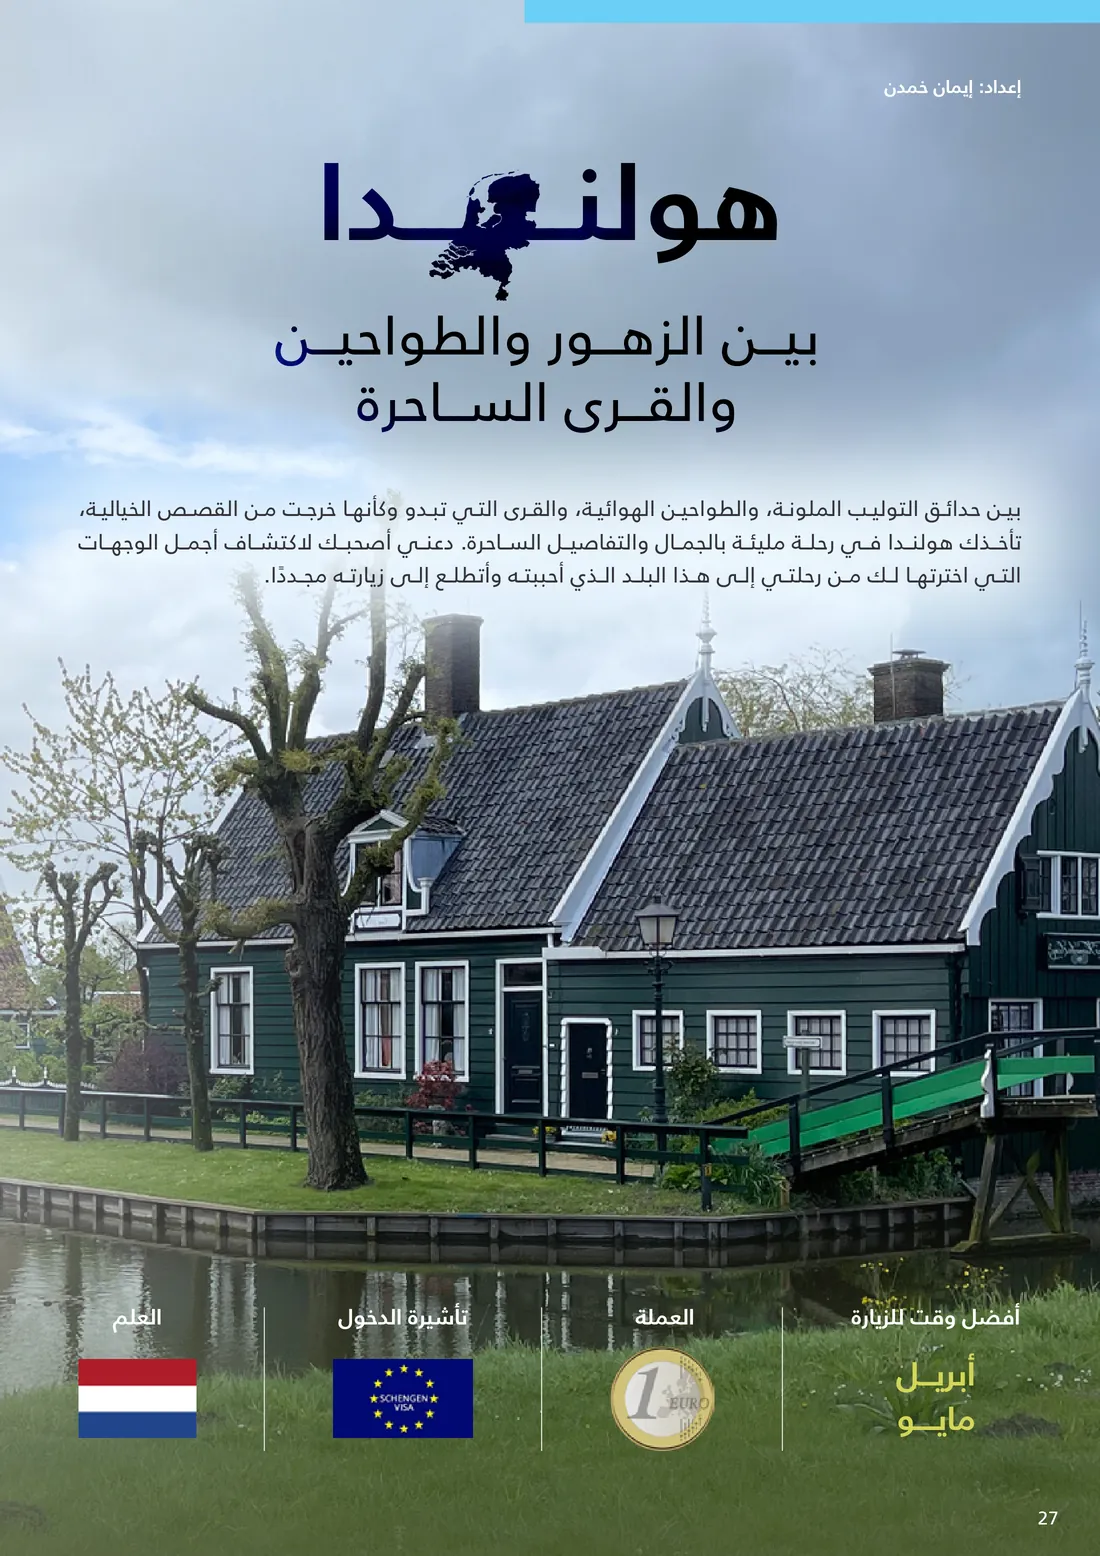 إعداد: إيمان خمدن
هولندا
بين الزهور والطواحين
والقرى الساحرة
بين حدائق التوليب الملونة، والطواحين الهوائية، والقرى التي تبدو وكأنها خرجت من القصص الخيالية،
تأخذك هولندا في رحلة مليئة بالجمال والتفاصيل الساحرة. دعني أصحبك لاكتشاف أجمل الوجهات
التي اخترتها لك من رحلتي إلى هذا البلد الذي أحببته وأتطلع إلى زيارته مجددًا.
أفضل وقت للزيارة
أبريل
مايو
العملة
1 EURO
تأشيرة الدخول
SCHENGEN
VISA
العلم
27